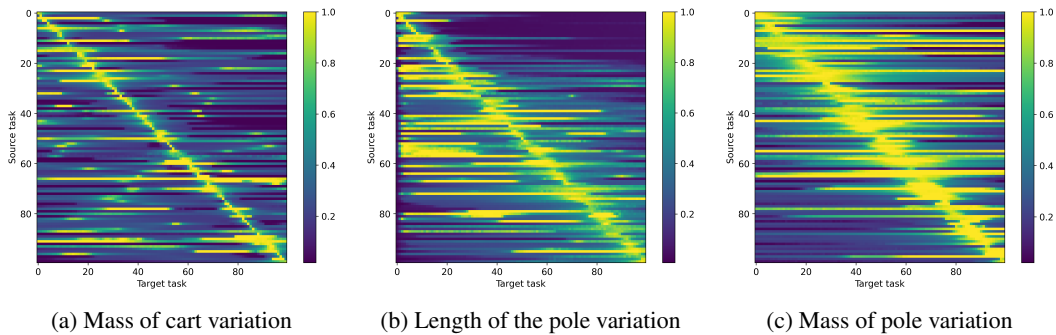 0
20
40
60
80
0 20 40 60 80
Source task
Target task
1.0
0.8
0.6
0.4
0.2
(a) Mass of cart variation
0
20
40
60
80
0 20 40 60 80
Source task
Target task
1.0
0.8
0.6
0.4
0.2
(b) Length of the pole variation
0
20
40
60
80
0 20 40 60 80
Source task
Target task
1.0
0.8
0.6
0.4
0.2
(c) Mass of pole variation